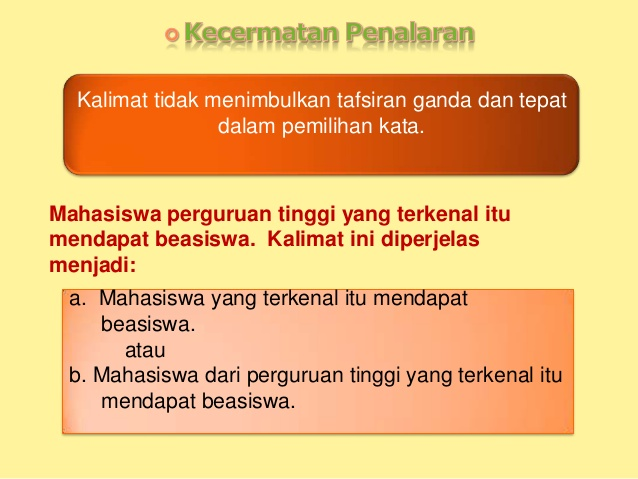 Kecermatan Penalaran
Kalimat tidak menimbulkan tafsiran ganda dan tepat
dalam pemilihan kata.
Mahasiswa perguruan tinggi yang terkenal itu
mendapat beasiswa. Kalimat ini diperjelas
menjadi:
a. Mahasiswa yang terkenal itu mendapat
beasiswa.
atau
b. Mahasiswa dari perguruan tinggi yang terkenal itu
mendapat beasiswa.